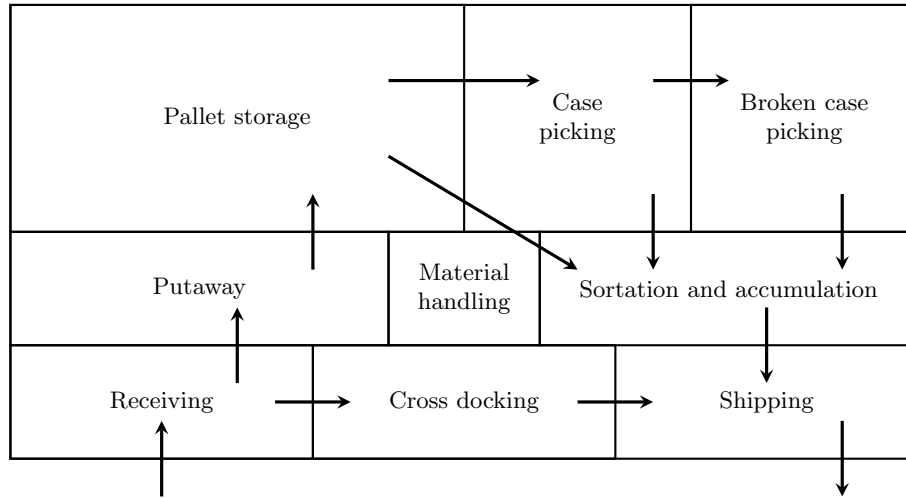 Pallet storage
Case
picking
Broken case
picking
Putaway
Material
handling
Sortation and accumulation
Receiving
Cross docking
Shipping